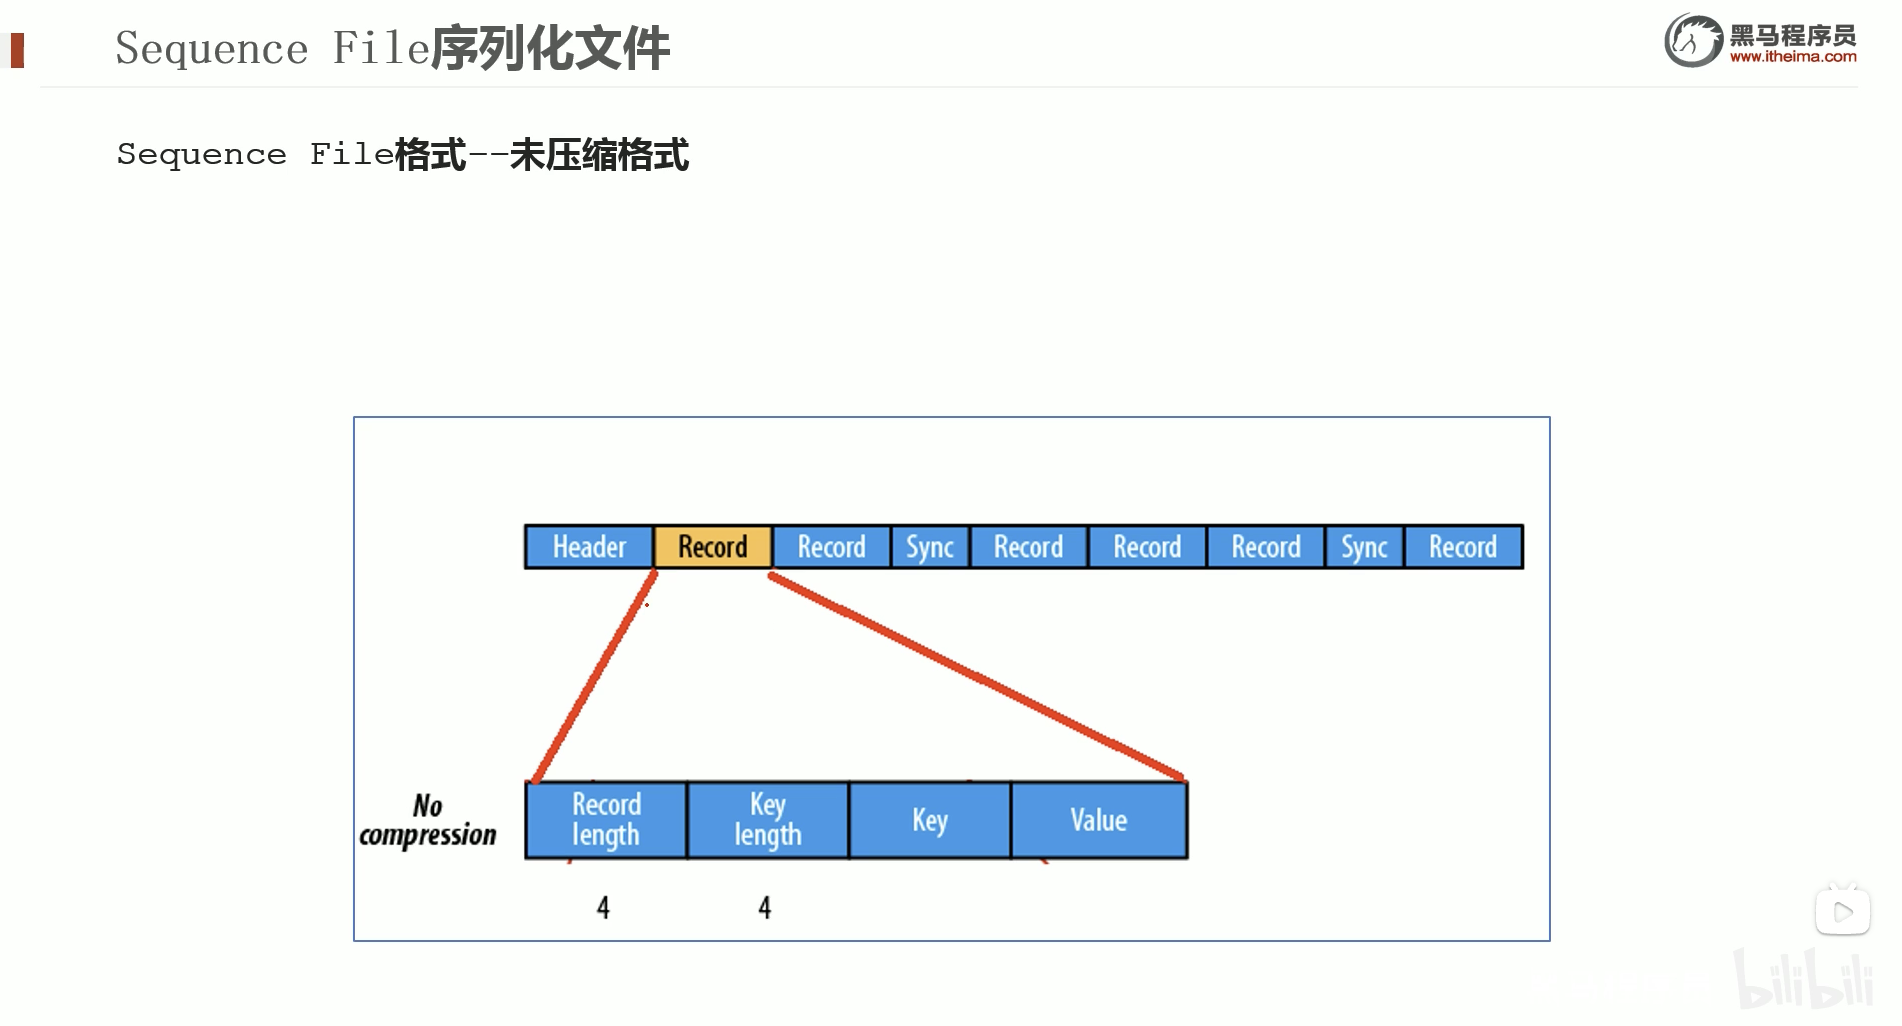 Sequence File序列化文件
黑马程序员
www.itheima.com
Sequence File格式--未压缩格式
Header Record Record Sync Record Record Record Sync Record
No
compression
Record
length
Key
length
Key
Value
4 4
bilibili